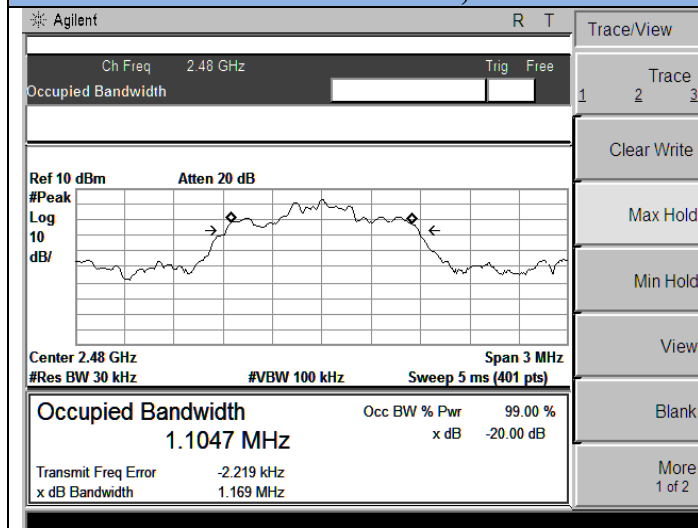 Agilent R T
Trace/View
Ch Freq 2.48 GHz Trig Free
Occupied Bandwidth
Trace
1 2 3
Clear Write
Ref 10 dBm Atten 20 dB
#Peak
Log
10
dB/
Max Hold
Min Hold
View
Center 2.48 GHz Span 3 MHz
#Res BW 30 kHz #VBW 100 kHz Sweep 5 ms (401 pts)
Occupied Bandwidth Occ BW % Pwr 99.00 %
1.1047 MHz x dB -20.00 dB
Blank
Transmit Freq Error -2.219 kHz
x dB Bandwidth 1.169 MHz
More
1 of 2